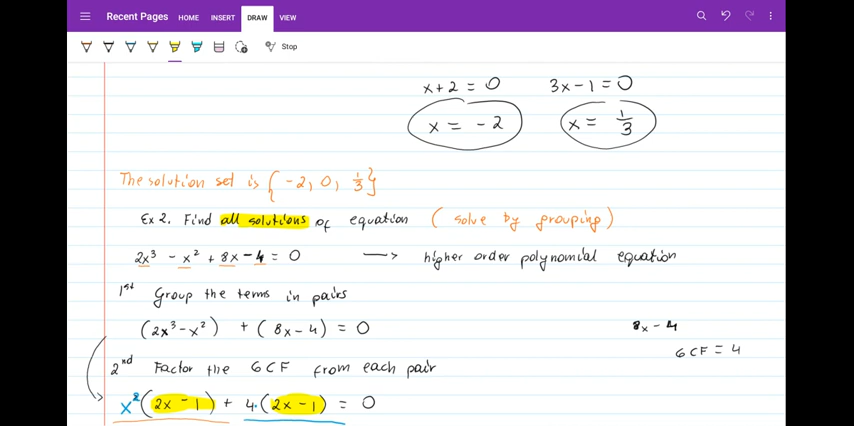 Recent Pages HOME INSERT DRAW VIEW
Stop
x+2 = 0 3x-1 = 0
x = -2 x = 1/3
The solution set is { -2, 0, 1/3 }
Ex 2. Find all solutions of equation (solve by grouping)
2x³ - x² + 8x - 4 = 0 → higher order polynomial equation
1st Group the terms in pairs
(2x³-x²) + (8x-4) = 0
8x - 4
GCF = 4
2nd Factor the GCF from each pair
x²(2x-1) + 4·(2x-1) = 0